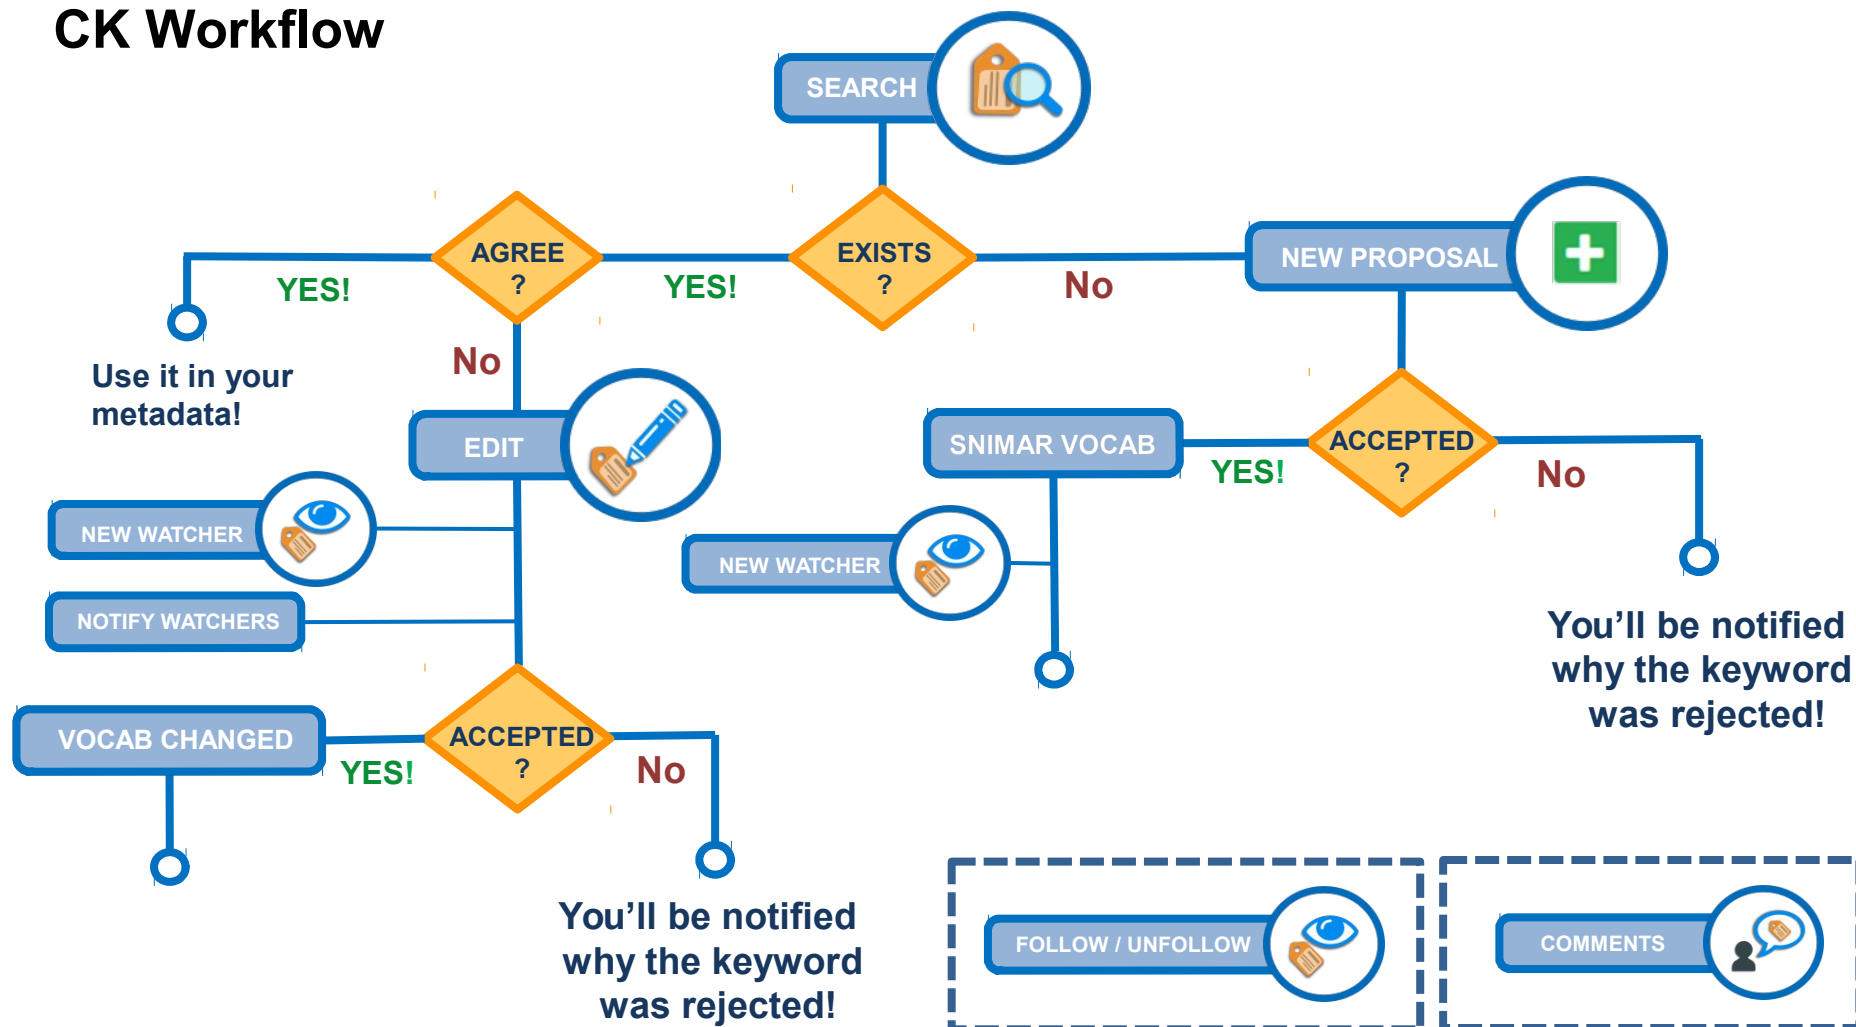 CK Workflow
SEARCH
AGREE
?
EXISTS
?
NEW PROPOSAL
YES!
YES!
No
No
Use it in your
metadata!
EDIT
SNIMAR VOCAB
ACCEPTED
?
YES!
No
NEW WATCHER
NEW WATCHER
NOTIFY WATCHERS
You'll be notified
why the keyword
was rejected!
VOCAB CHANGED
ACCEPTED
?
YES!
No
You'll be notified
why the keyword
was rejected!
FOLLOW / UNFOLLOW
COMMENTS